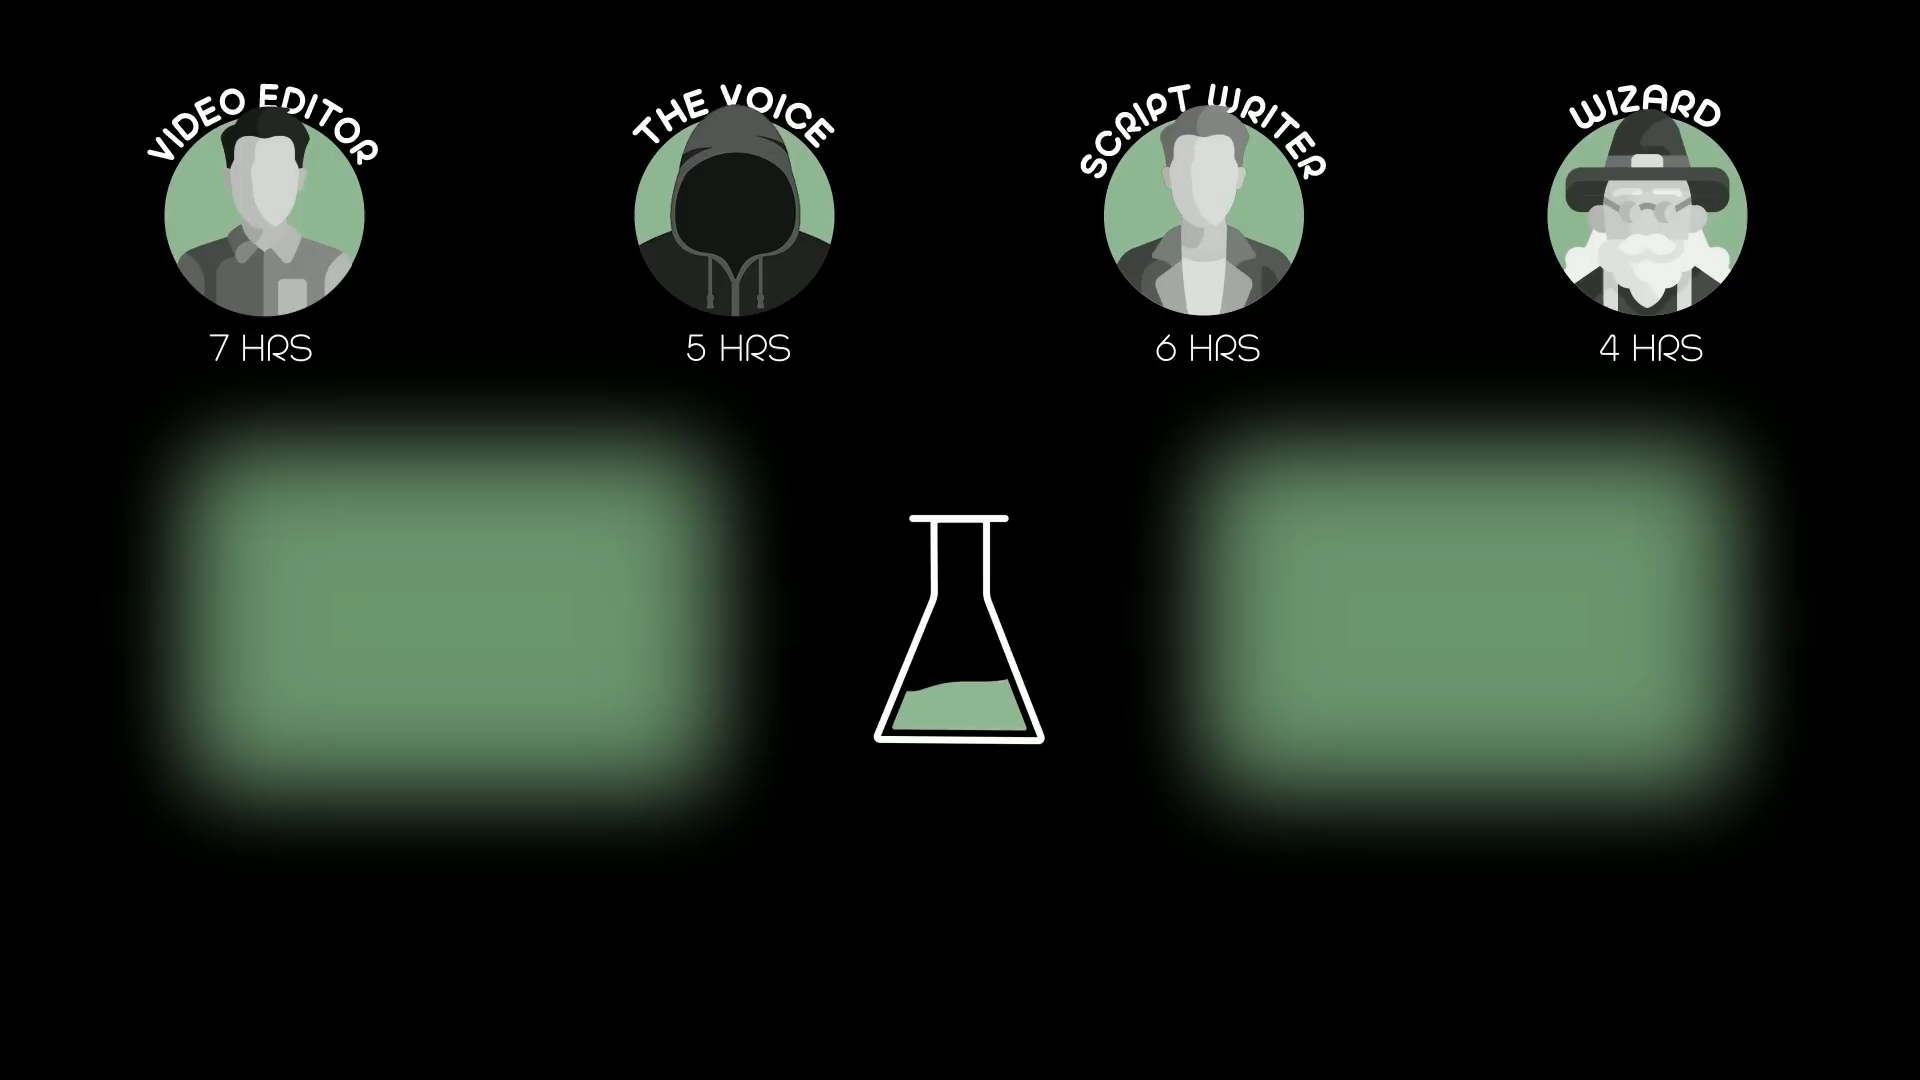 VIDEO EDITOR
7 HRS
THE VOICE
5 HRS
SCRIPT WRITER
6 HRS
WIZARD
4 HRS